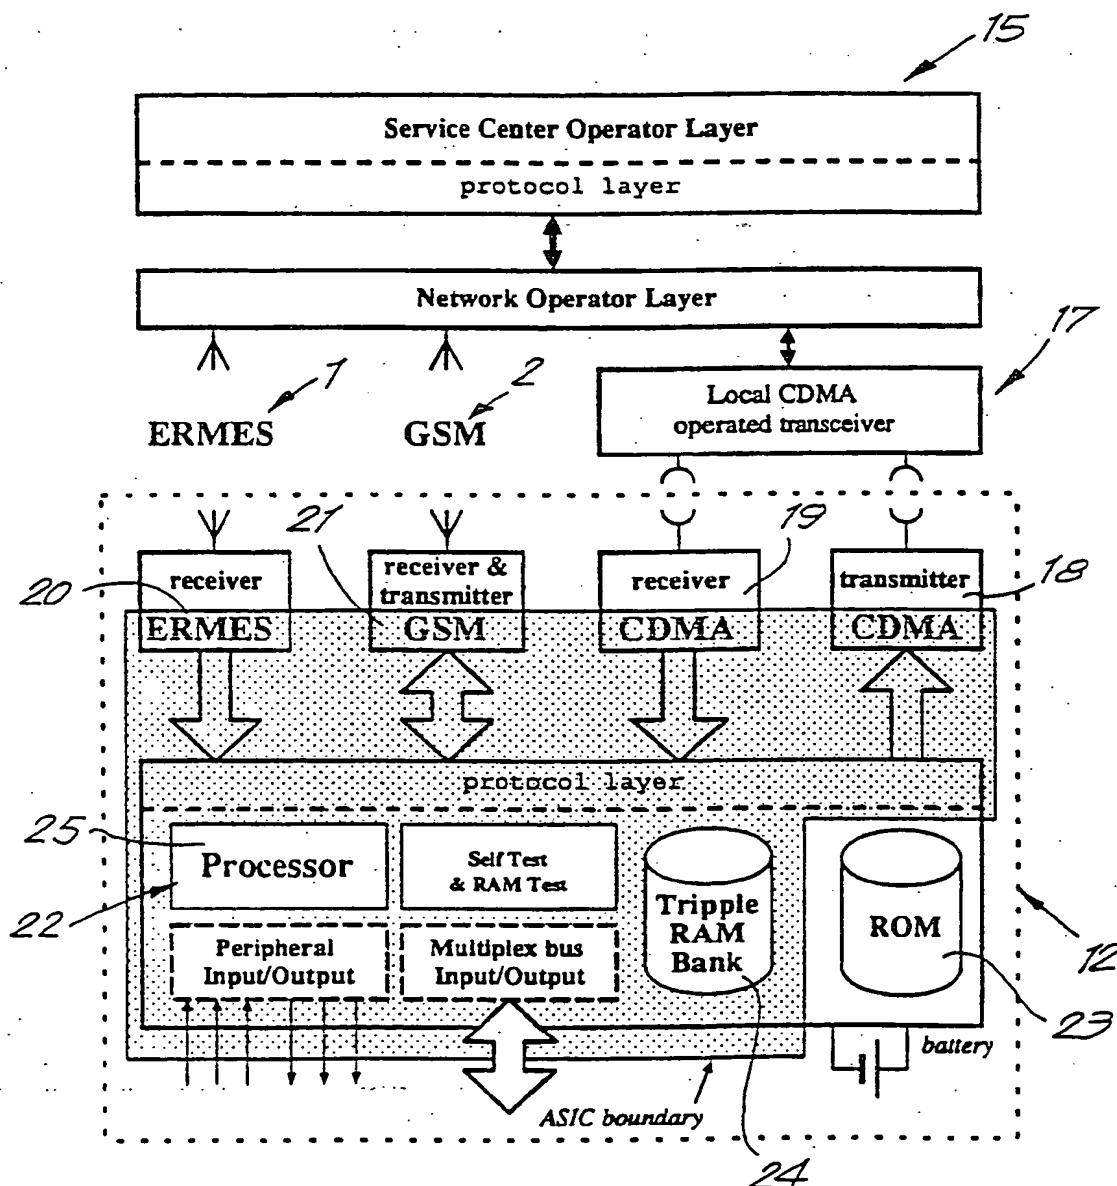 15
Service Center Operator Layer
protocol layer
Network Operator Layer
1
2
17
ERMES
GSM
Local CDMA
operated transceiver
21
19
20
receiver
receiver &
transmitter
receiver
transmitter
18
ERMES
GSM
CDMA
CDMA
protocol layer
25
Processor
Self Test
& RAM Test
Tripple
RAM
Bank
ROM
22
Peripheral
Input/Output
Multiplex bus
Input/Output
12
23
battery
ASIC boundary
24